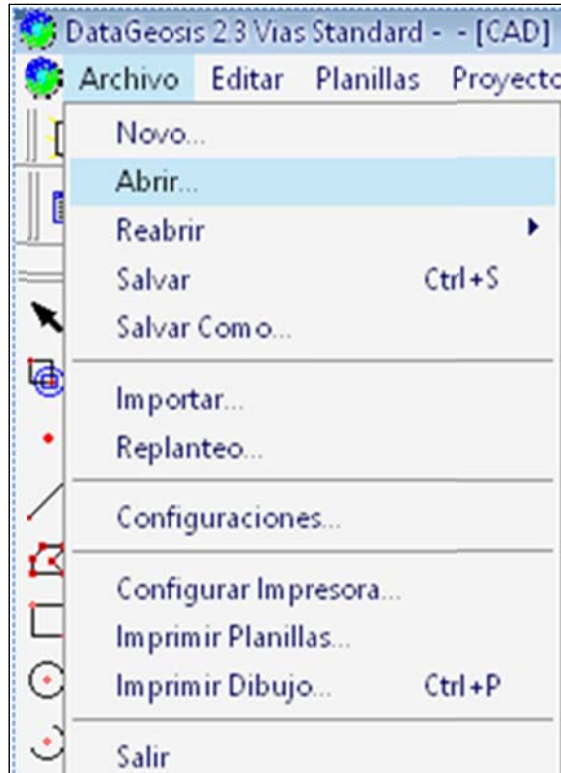 DataGeosis 2.3 Vias Standard - - [CAD]
Archivo Editar Planillas Proyecto
Novo...
Abrir...
Reabrir
Salvar Ctrl+S
Salvar Como...
Importar...
Replanteo...
Configuraciones...
Configurar Impresora...
Imprimir Planillas...
Imprimir Dibujo... Ctrl+P
Salir